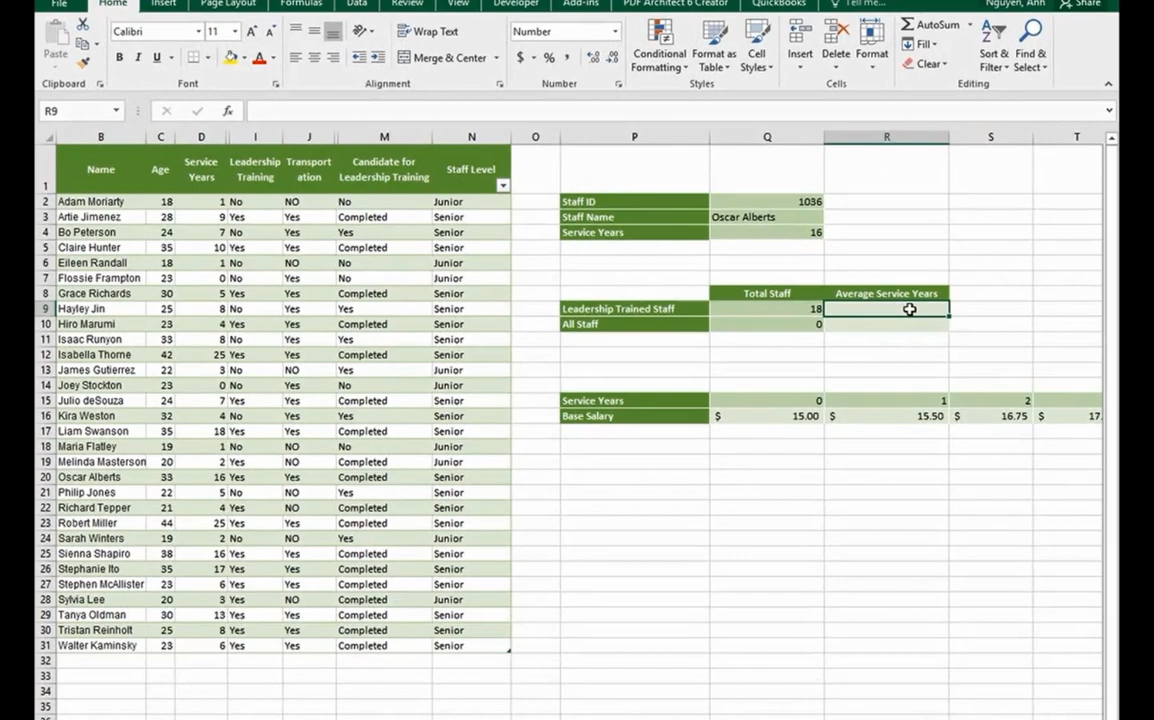 File Home Insert Page Layout Formulas Data Review View Developer Add-ins PDF Architect 6 Creator QuickBooks Tell me... Nguyen, Anh Share
Calibri 11 Wrap Text Number AutoSum
Paste B I U Merge & Center $ % , Conditional Formatting Format as Table Cell Styles Insert Delete Format Fill Clear Sort & Filter Find & Select
Clipboard Font Alignment Number Styles Cells Editing
R9 fx
B C D I J M N O P Q R S T
1 Name Age Service Years Leadership Training Transportation Candidate for Leadership Training Staff Level
2 Adam Moriarty 18 1 No NO No Junior Staff ID 1036
3 Artie Jimenez 28 9 Yes Yes Completed Senior Staff Name Oscar Alberts
4 Bo Peterson 24 7 No Yes Yes Senior Service Years 16
5 Claire Hunter 35 10 Yes Yes Completed Senior
6 Eileen Randall 18 1 No NO No Junior
7 Flossie Frampton 23 0 No Yes No Junior
8 Grace Richards 30 5 Yes Yes Completed Senior Total Staff Average Service Years
9 Hayley Jin 25 8 No Yes Yes Senior Leadership Trained Staff 18
10 Hiro Marumi 23 4 Yes Yes Completed Senior All Staff 0
11 Isaac Runyon 33 8 No Yes Yes Senior
12 Isabella Thorne 42 25 Yes Yes Completed Senior
13 James Gutierrez 22 3 No NO Yes Junior
14 Joey Stockton 23 0 No Yes No Junior
15 Julio deSouza 24 7 Yes Yes Completed Senior Service Years 0 1 2
16 Kira Weston 32 4 No Yes Yes Senior Base Salary $ 15.00 $ 15.50 $ 16.75 $ 17.
17 Liam Swanson 35 18 Yes Yes Completed Senior
18 Maria Flatley 19 1 No NO No Junior
19 Melinda Masterson 20 2 Yes NO Completed Junior
20 Oscar Alberts 33 16 Yes NO Completed Senior
21 Philip Jones 22 5 No NO Yes Senior
22 Richard Tepper 21 4 Yes NO Completed Senior
23 Robert Miller 44 25 Yes Yes Completed Senior
24 Sarah Winters 19 2 No NO Yes Junior
25 Sienna Shapiro 38 16 Yes Yes Completed Senior
26 Stephanie Ito 35 17 Yes Yes Completed Senior
27 Stephen McAllister 23 6 Yes Yes Completed Senior
28 Sylvia Lee 20 3 Yes NO Completed Junior
29 Tanya Oldman 30 13 Yes Yes Completed Senior
30 Tristan Reinholt 25 8 Yes Yes Completed Senior
31 Walter Kaminsky 23 6 Yes Yes Completed Senior
32
33
34
35